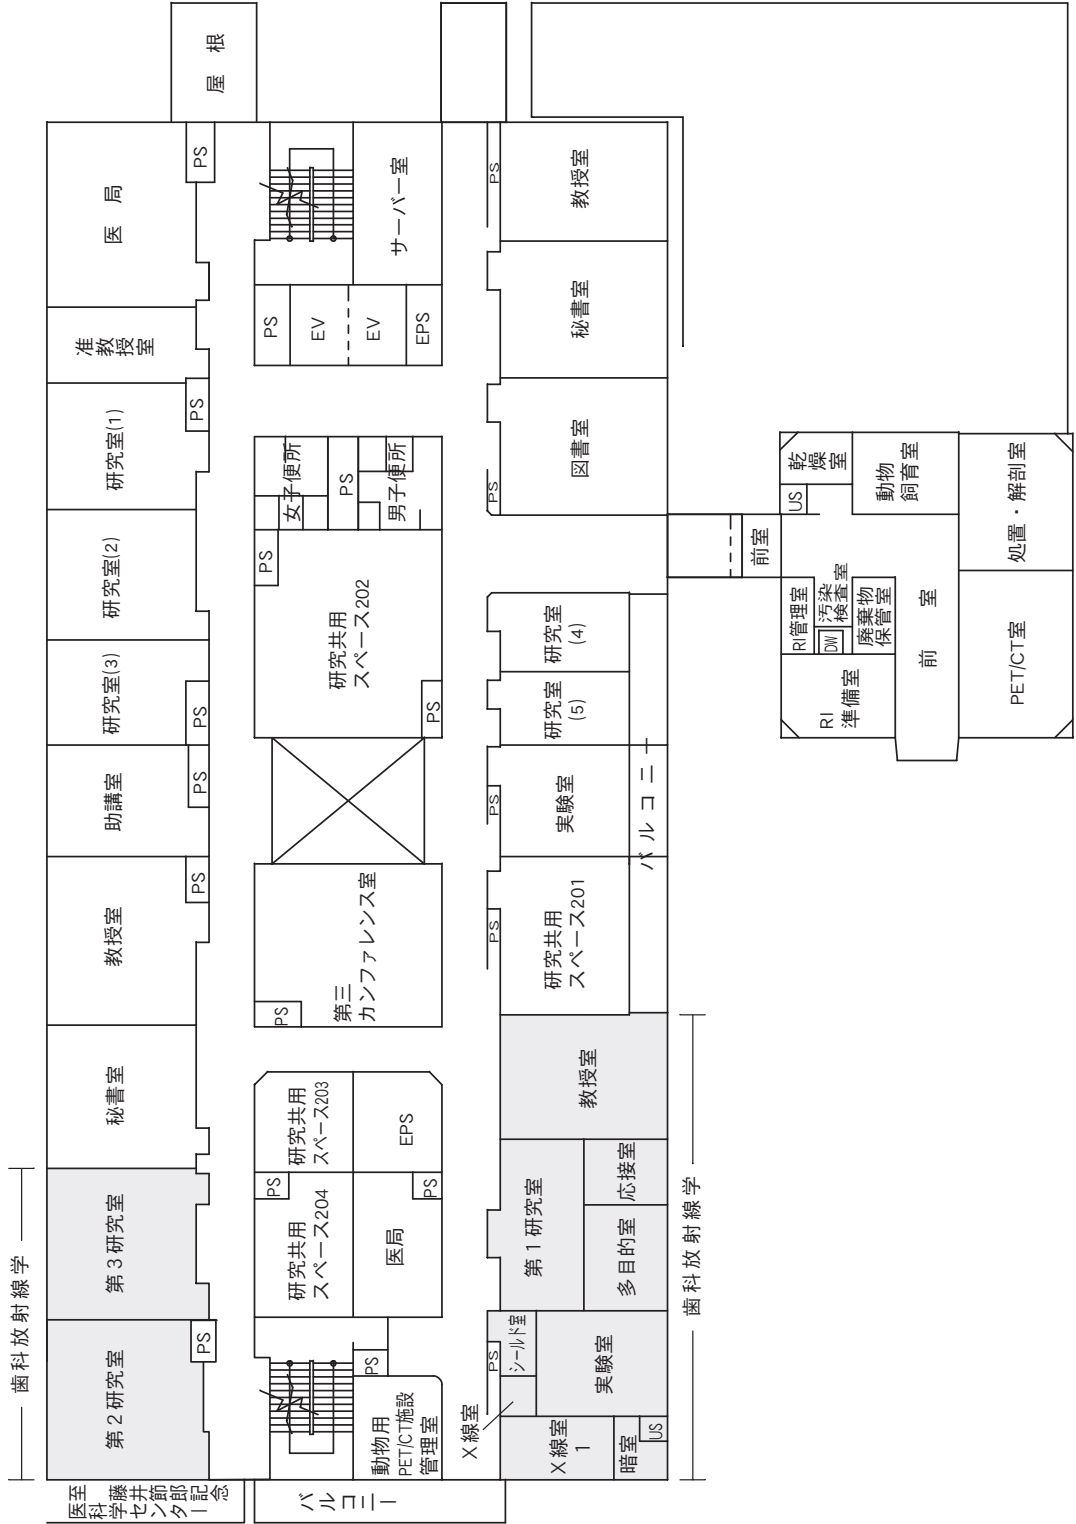 歯科放射線学
至 藤井節郎記念
医科学センター
第2研究室
第3研究室
秘書室
教授室
助講室
研究室(3)
研究室(2)
研究室(1)
准教授室
医 局
屋 根
PS
PS
PS
PS
PS
PS
バルコニー
動物用
PET/CT施設
管理室
PS
研究共用
スペース204
PS
医局
PS
研究共用
スペース203
EPS
PS
第三
カンファレンス室
研究共用
スペース202
PS
PS
女子便所
PS
男子便所
PS
EV
EV
EPS
サーバー室
X線室
PS
PS
PS
PS
PS
X線室
1
暗室
US
シールド室
実験室
第1研究室
多目的室
応接室
教授室
研究共用
スペース201
実験室
研究室
(5)
研究室
(4)
図書室
秘書室
教授室
バルコニー
歯科放射線学
前室
RI管理室
汚染
検査室
DW
廃棄物
保管室
RI
準備室
US
乾燥室
動物
飼育室
前 室
PET/CT室
処置・解剖室